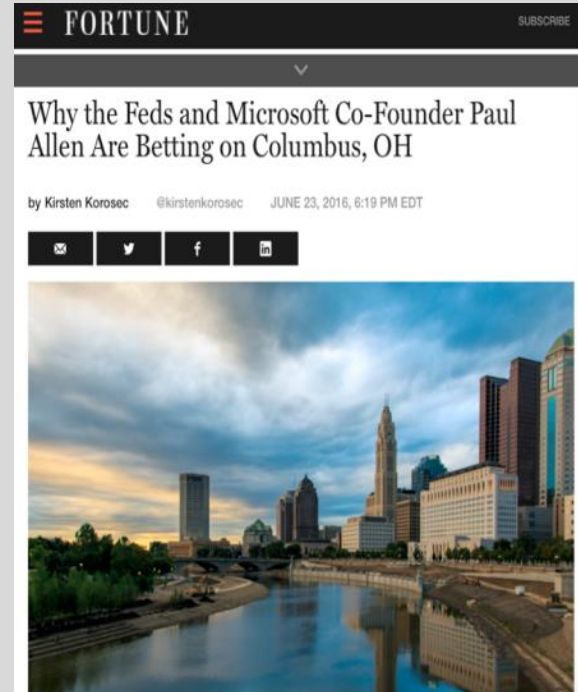 FORTUNE
SUBSCRIBE
Why the Feds and Microsoft Co-Founder Paul
Allen Are Betting on Columbus, OH
by Kirsten Korosec @kirstenkorosec JUNE 23, 2016, 6:19 PM EDT
f
in